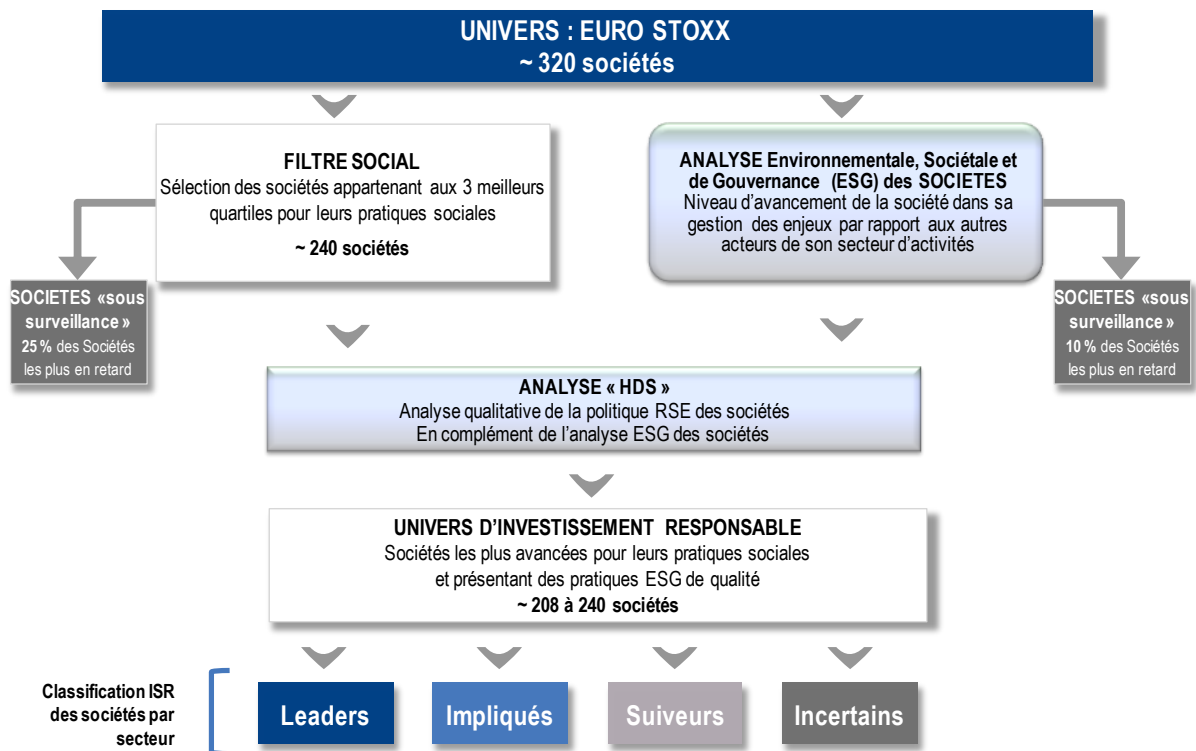 UNIVERS : EURO STOXX
~ 320 sociétés
FILTRE SOCIAL
Sélection des sociétés appartenant aux 3 meilleurs
quartiles pour leurs pratiques sociales
~ 240 sociétés
ANALYSE Environnementale, Sociétale et
de Gouvernance (ESG) des SOCIETES
Niveau d'avancement de la société dans sa
gestion des enjeux par rapport aux autres
acteurs de son secteur d'activités
SOCIETES «sous
surveillance »
25 % des Sociétés
les plus en retard
SOCIETES «sous
surveillance »
10 % des Sociétés
les plus en retard
ANALYSE « HDS »
Analyse qualitative de la politique RSE des sociétés
En complément de l'analyse ESG des sociétés
UNIVERS D'INVESTISSEMENT RESPONSABLE
Sociétés les plus avancées pour leurs pratiques sociales
et présentant des pratiques ESG de qualité
~ 208 à 240 sociétés
Classification ISR
des sociétés par
secteur
Leaders
Impliqués
Suiveurs
Incertains